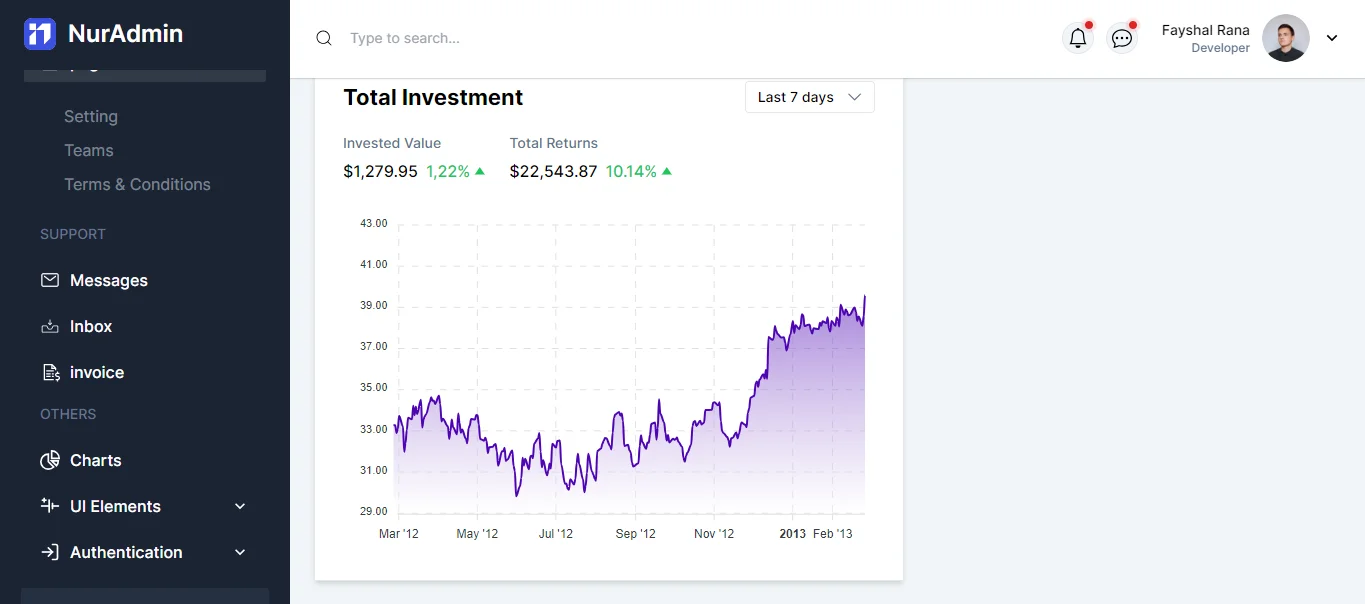 NurAdmin
Setting
Teams
Terms & Conditions
SUPPORT
Messages
Inbox
invoice
OTHERS
Charts
UI Elements
Authentication
Type to search...
Fayshal Rana
Developer
Total Investment
Last 7 days
Invested Value
Total Returns
$1,279.95 1,22%
$22,543.87 10.14%
43.00
41.00
39.00
37.00
35.00
33.00
31.00
29.00
Mar '12 May '12 Jul '12 Sep '12 Nov '12 2013 Feb '13